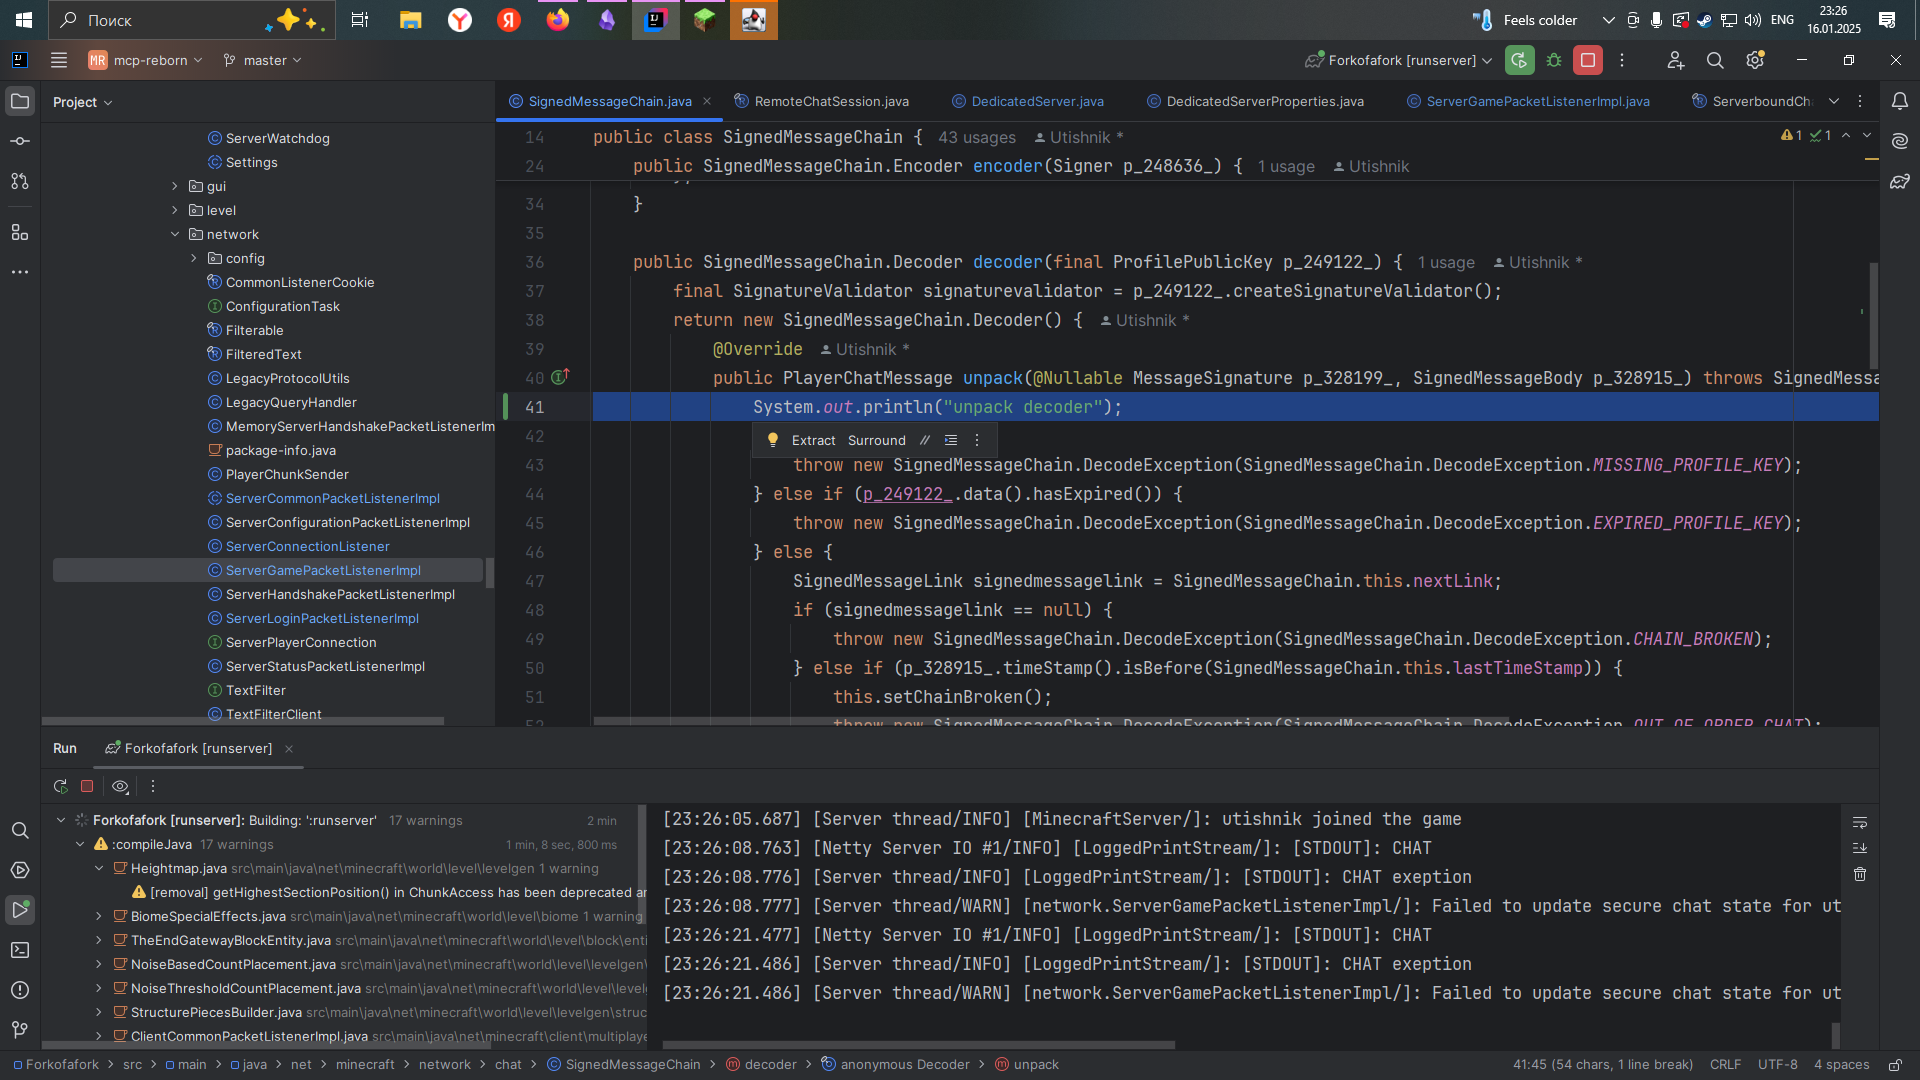 Поиск
Feels colder
ENG
23:26
16.01.2025
MR mcp-reborn
master
Forkofafork [runserver]
Project
SignedMessageChain.java
RemoteChatSession.java
DedicatedServer.java
DedicatedServerProperties.java
ServerGamePacketListenerImpl.java
ServerboundCh
ServerWatchdog
Settings
gui
level
network
config
CommonListenerCookie
ConfigurationTask
Filterable
FilteredText
LegacyProtocolUtils
LegacyQueryHandler
MemoryServerHandshakePacketListenerIm
package-info.java
PlayerChunkSender
ServerCommonPacketListenerImpl
ServerConfigurationPacketListenerImpl
ServerConnectionListener
ServerGamePacketListenerImpl
ServerHandshakePacketListenerImpl
ServerLoginPacketListenerImpl
ServerPlayerConnection
ServerStatusPacketListenerImpl
TextFilter
TextFilterClient
14 public class SignedMessageChain { 43 usages Utishnik *
24 public SignedMessageChain.Encoder encoder(Signer p_248636_) { 1 usage Utishnik
1 1
34 }
35
36 public SignedMessageChain.Decoder decoder(final ProfilePublicKey p_249122_) { 1 usage Utishnik *
37 final SignatureValidator signaturevalidator = p_249122_.createSignatureValidator();
38 return new SignedMessageChain.Decoder() { Utishnik *
39 @Override Utishnik *
40 public PlayerChatMessage unpack(@Nullable MessageSignature p_328199_, SignedMessageBody p_328915_) throws SignedMessa
41 System.out.println("unpack decoder");
42
Extract Surround //
43 throw new SignedMessageChain.DecodeException(SignedMessageChain.DecodeException.MISSING_PROFILE_KEY);
44 } else if (p_249122_.data().hasExpired()) {
45 throw new SignedMessageChain.DecodeException(SignedMessageChain.DecodeException.EXPIRED_PROFILE_KEY);
46 } else {
47 SignedMessageLink signedmessagelink = SignedMessageChain.this.nextLink;
48 if (signedmessagelink == null) {
49 throw new SignedMessageChain.DecodeException(SignedMessageChain.DecodeException.CHAIN_BROKEN);
50 } else if (p_328915_.timeStamp().isBefore(SignedMessageChain.this.lastTimeStamp)) {
51 this.setChainBroken();
52 throw new SignedMessageChain.DecodeException(SignedMessageChain.DecodeException.OUT_OF_ORDER_CHAT);
Run
Forkofafork [runserver]
Forkofafork [runserver]: Building: ':runserver' 17 warnings 2 min
:compileJava 17 warnings 1 min, 8 sec, 800 ms
Heightmap.java src\main\java\net\minecraft\world\level\levelgen 1 warning
[removal] getHighestSectionPosition() in ChunkAccess has been deprecated an
BiomeSpecialEffects.java src\main\java\net\minecraft\world\level\biome 1 warning
TheEndGatewayBlockEntity.java src\main\java\net\minecraft\world\level\block\enti
NoiseBasedCountPlacement.java src\main\java\net\minecraft\world\level\levelgen\
NoiseThresholdCountPlacement.java src\main\java\net\minecraft\world\level\level
StructurePiecesBuilder.java src\main\java\net\minecraft\world\level\levelgen\struc
ClientCommonPacketListenerImpl.java src\main\java\net\minecraft\client\multiplaye
[23:26:05.687] [Server thread/INFO] [MinecraftServer/]: utishnik joined the game
[23:26:08.763] [Netty Server IO #1/INFO] [LoggedPrintStream/]: [STDOUT]: CHAT
[23:26:08.776] [Server thread/INFO] [LoggedPrintStream/]: [STDOUT]: CHAT exeption
[23:26:08.777] [Server thread/WARN] [network.ServerGamePacketListenerImpl/]: Failed to update secure chat state for ut
[23:26:21.477] [Netty Server IO #1/INFO] [LoggedPrintStream/]: [STDOUT]: CHAT
[23:26:21.486] [Server thread/INFO] [LoggedPrintStream/]: [STDOUT]: CHAT exeption
[23:26:21.486] [Server thread/WARN] [network.ServerGamePacketListenerImpl/]: Failed to update secure chat state for ut
Forkofafork > src > main > java > net > minecraft > network > chat > SignedMessageChain > decoder > anonymous Decoder > unpack
41:45 (54 chars, 1 line break) CRLF UTF-8 4 spaces